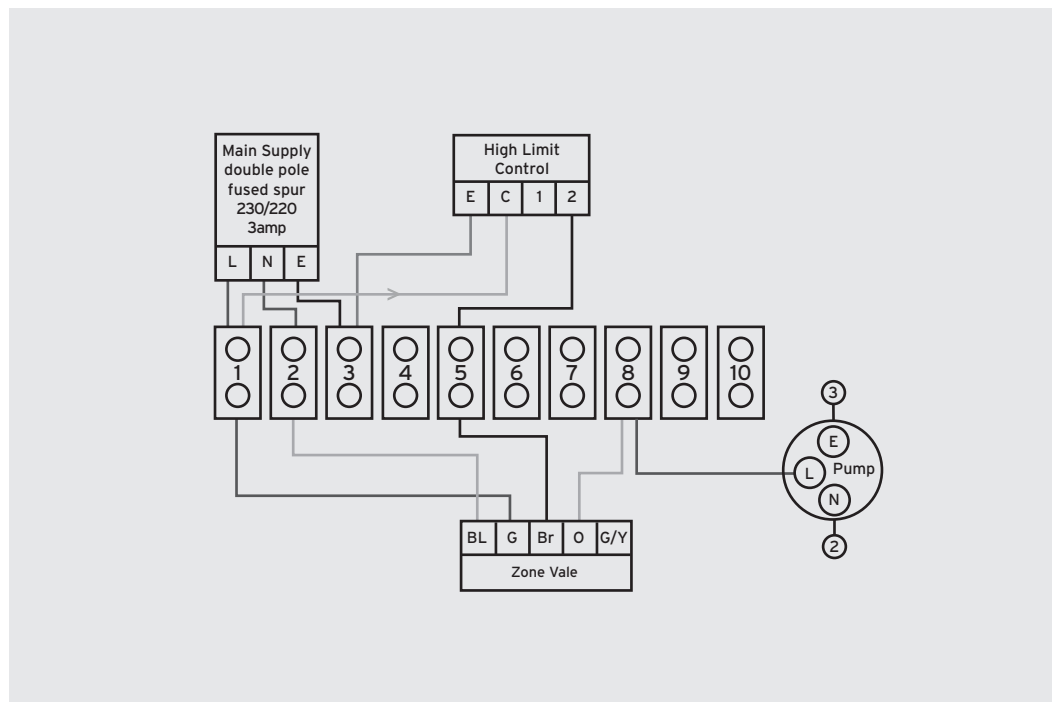 Main Supply
double pole
fused spur
230/220
3amp
L N E
High Limit
Control
E C 1 2
1 2 3 4 5 6 7 8 9 10
3
E
L Pump
N
2
BL G Br O G/Y
Zone Vale